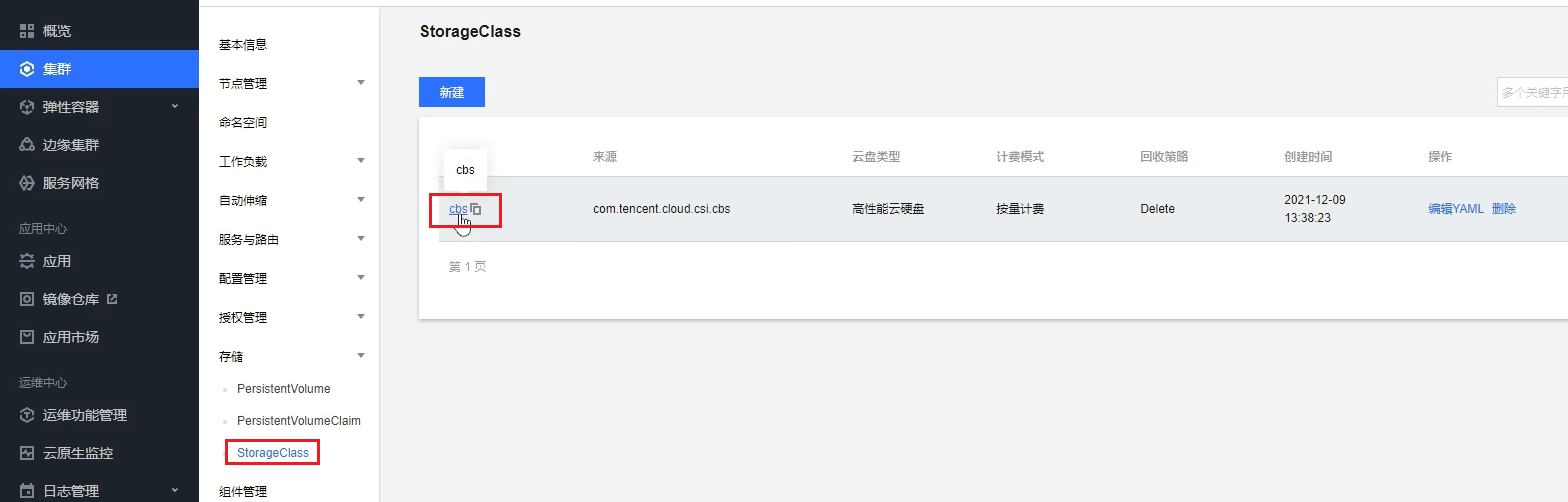 概览
集群
弹性容器
边缘集群
服务网格
应用中心
应用
镜像仓库
应用市场
运维中心
运维功能管理
云原生监控
日志管理
基本信息
节点管理
命名空间
工作负载
自动伸缩
服务与路由
配置管理
授权管理
存储
PersistentVolume
PersistentVolumeClaim
StorageClass
组件管理
StorageClass
新建
多个关键字用
来源 云盘类型 计费模式 回收策略 创建时间 操作
cbs
cbs com.tencent.cloud.csi.cbs 高性能云硬盘 按量计费 Delete 2021-12-09 13:38:23 编辑YAML 删除
第 1 页